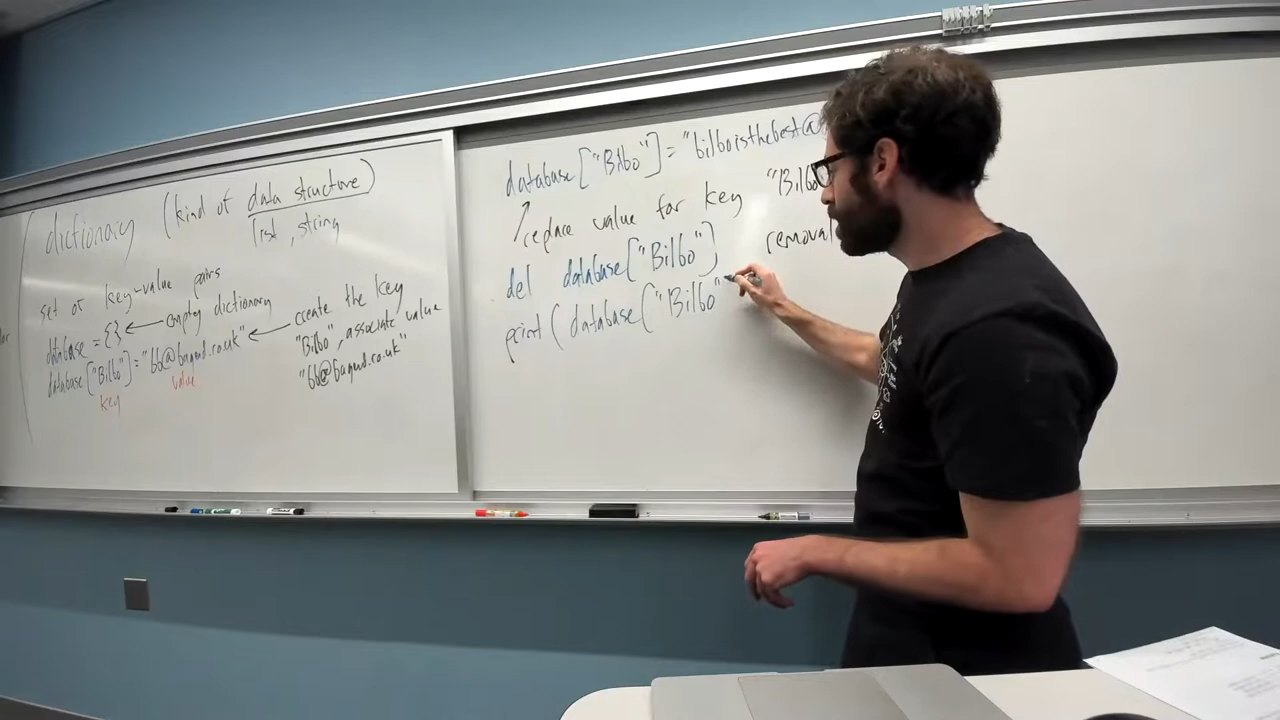 dictionary (kind of data structure)
list, string
set of key-value pairs
database = {} ← empty dictionary
database["Bilbo"]="bb@bagend.co.uk" ← create the key
"Bilbo", associate value
"bb@bagend.co.uk"
key value
database["Bilbo"]="bilboisthebest@
replace value for key "Bilbo
del database["Bilbo"] removal
print (database["Bilbo"